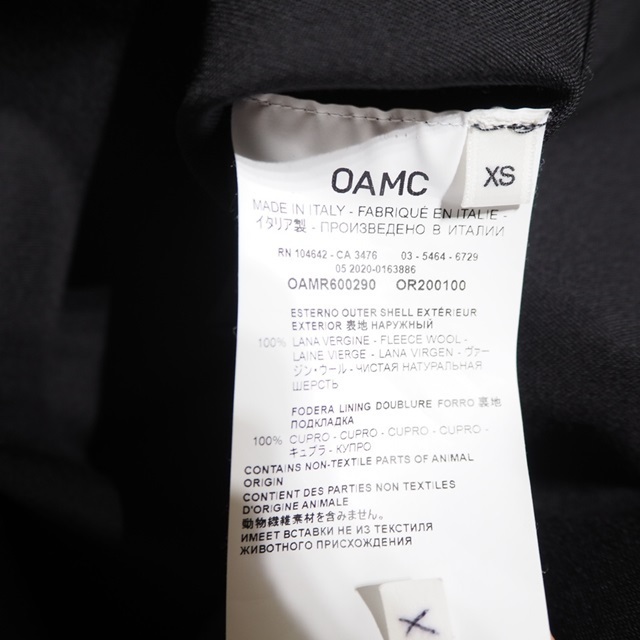 OAMC
XS
MADE IN ITALY - FABRIQUÉ EN ITALIE -
イタリア製 - ПРОИЗВЕДЕНО В ИТАЛИИ
RN 104642 - CA 3476 03 - 5464 - 6729
05 2020-0163886
OAMR600290 OR200100
ESTERNO OUTER SHELL EXTÉRIEUR
EXTERIOR 表地 НАРУЖНЫЙ
100% LANA VERGINE - FLEECE WOOL -
LAINE VIERGE - LANA VIRGEN - ヴァー
ジン・ウール - ЧИСТАЯ НАТУРАЛЬНАЯ
ШЕРСТЬ
FODERA LINING DOUBLURE FORRO 裏地
ПОДКЛАДКА
100% CUPRO - CUPRO - CUPRO - CUPRO -
キュプラ - КУПРО
CONTAINS NON-TEXTILE PARTS OF ANIMAL
ORIGIN
CONTIENT DES PARTIES NON TEXTILES
D'ORIGINE ANIMALE
動物繊維素材を含みません。
ИМЕЕТ ВСТАВКИ НЕ ИЗ ТЕКСТИЛЯ
ЖИВОТНОГО ПРОИСХОЖДЕНИЯ
X